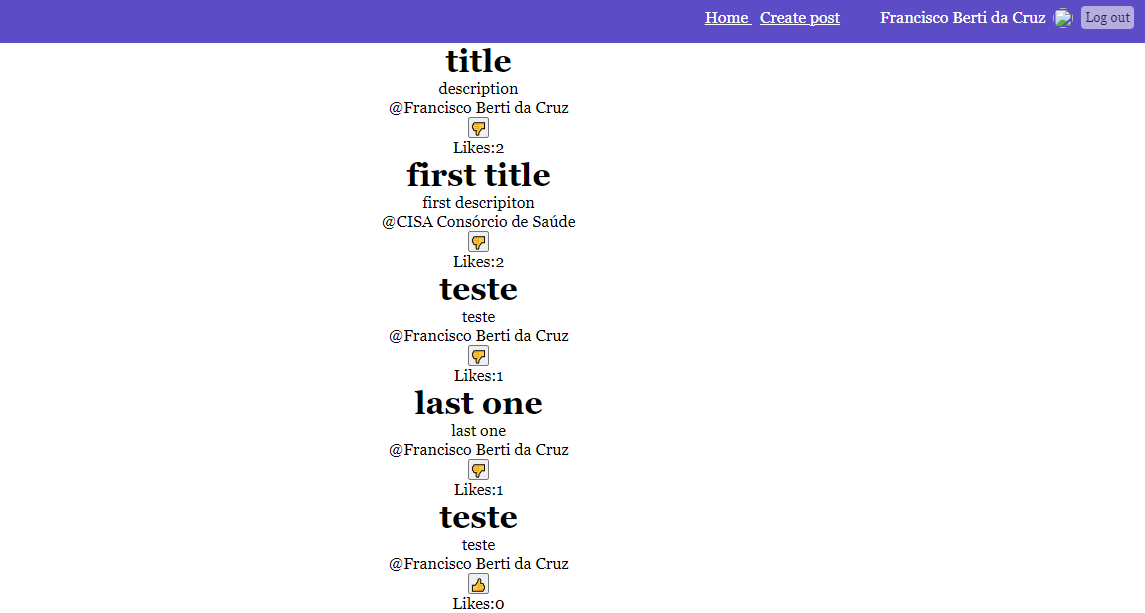 Home Create post Francisco Berti da Cruz Log out
title
description
@Francisco Berti da Cruz
Likes:2
first title
first descripiton
@CISA Consórcio de Saúde
Likes:2
teste
teste
@Francisco Berti da Cruz
Likes:1
last one
last one
@Francisco Berti da Cruz
Likes:1
teste
teste
@Francisco Berti da Cruz
Likes:0